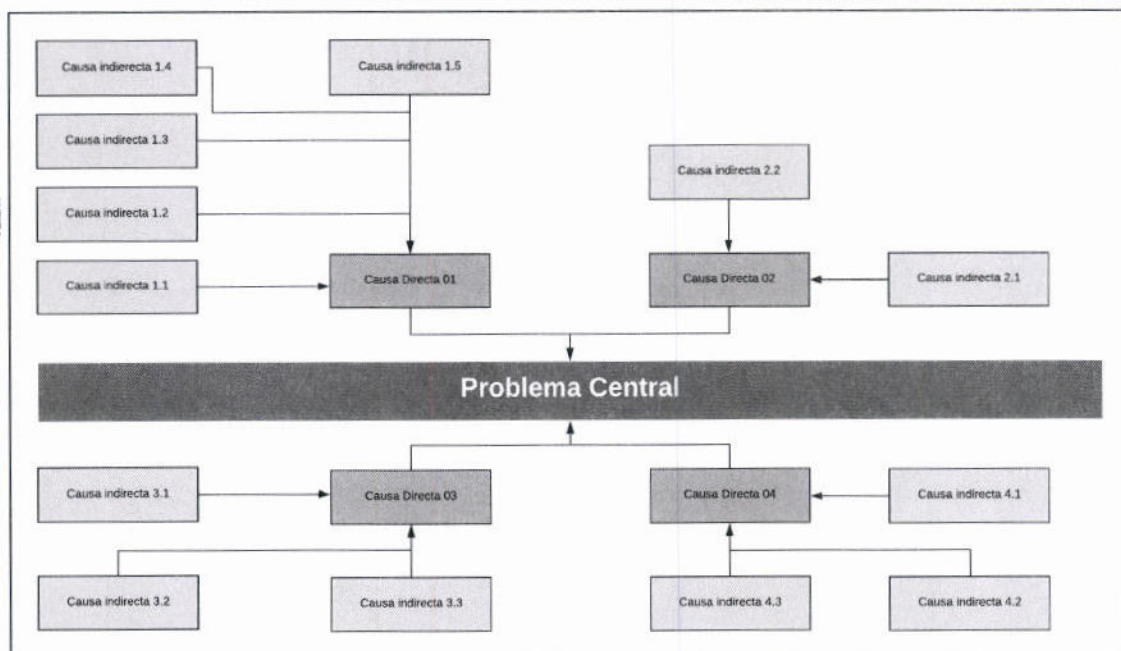 Causa indierecta 1.4
Causa indirecta 1.5
Causa indirecta 1.3
Causa indirecta 2.2
Causa indirecta 1.2
Causa indirecta 1.1
Causa Directa 01
Causa Directa 02
Causa indirecta 2.1
Problema Central
Causa indirecta 3.1
Causa Directa 03
Causa Directa 04
Causa indirecta 4.1
Causa indirecta 3.2
Causa indirecta 3.3
Causa indirecta 4.3
Causa indirecta 4.2